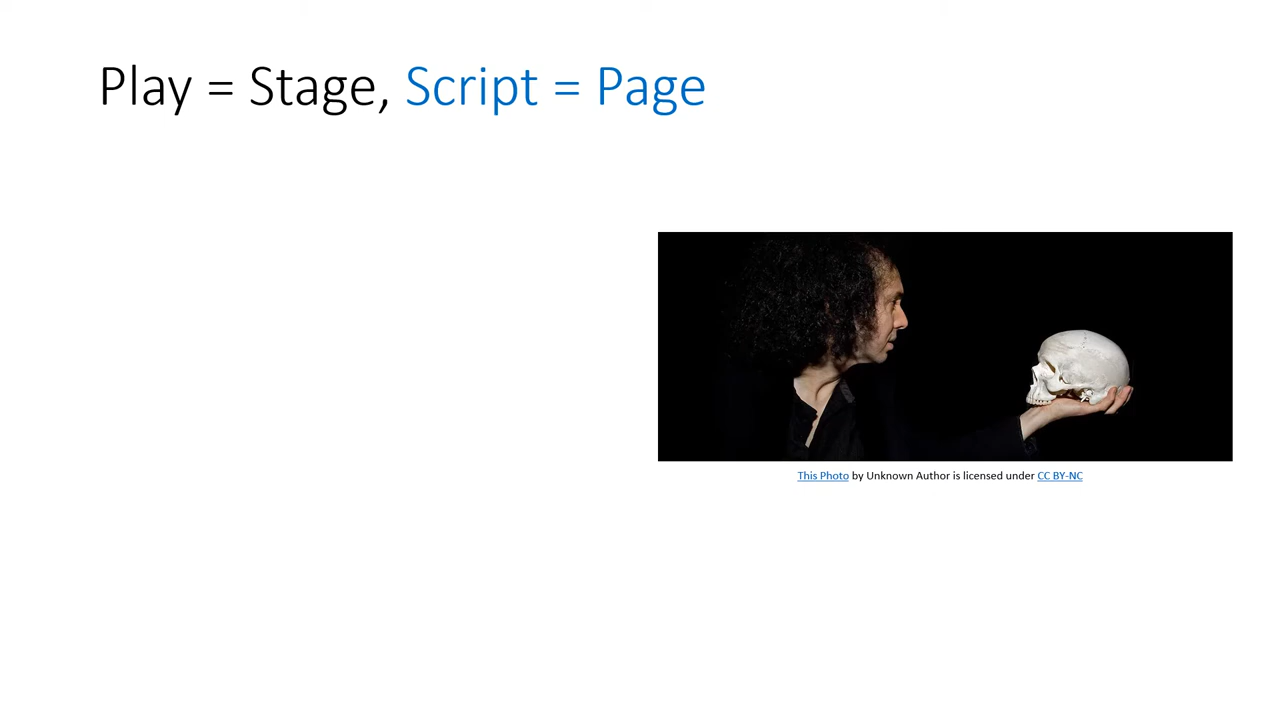 Play = Stage, Script = Page
This Photo by Unknown Author is licensed under CC BY-NC